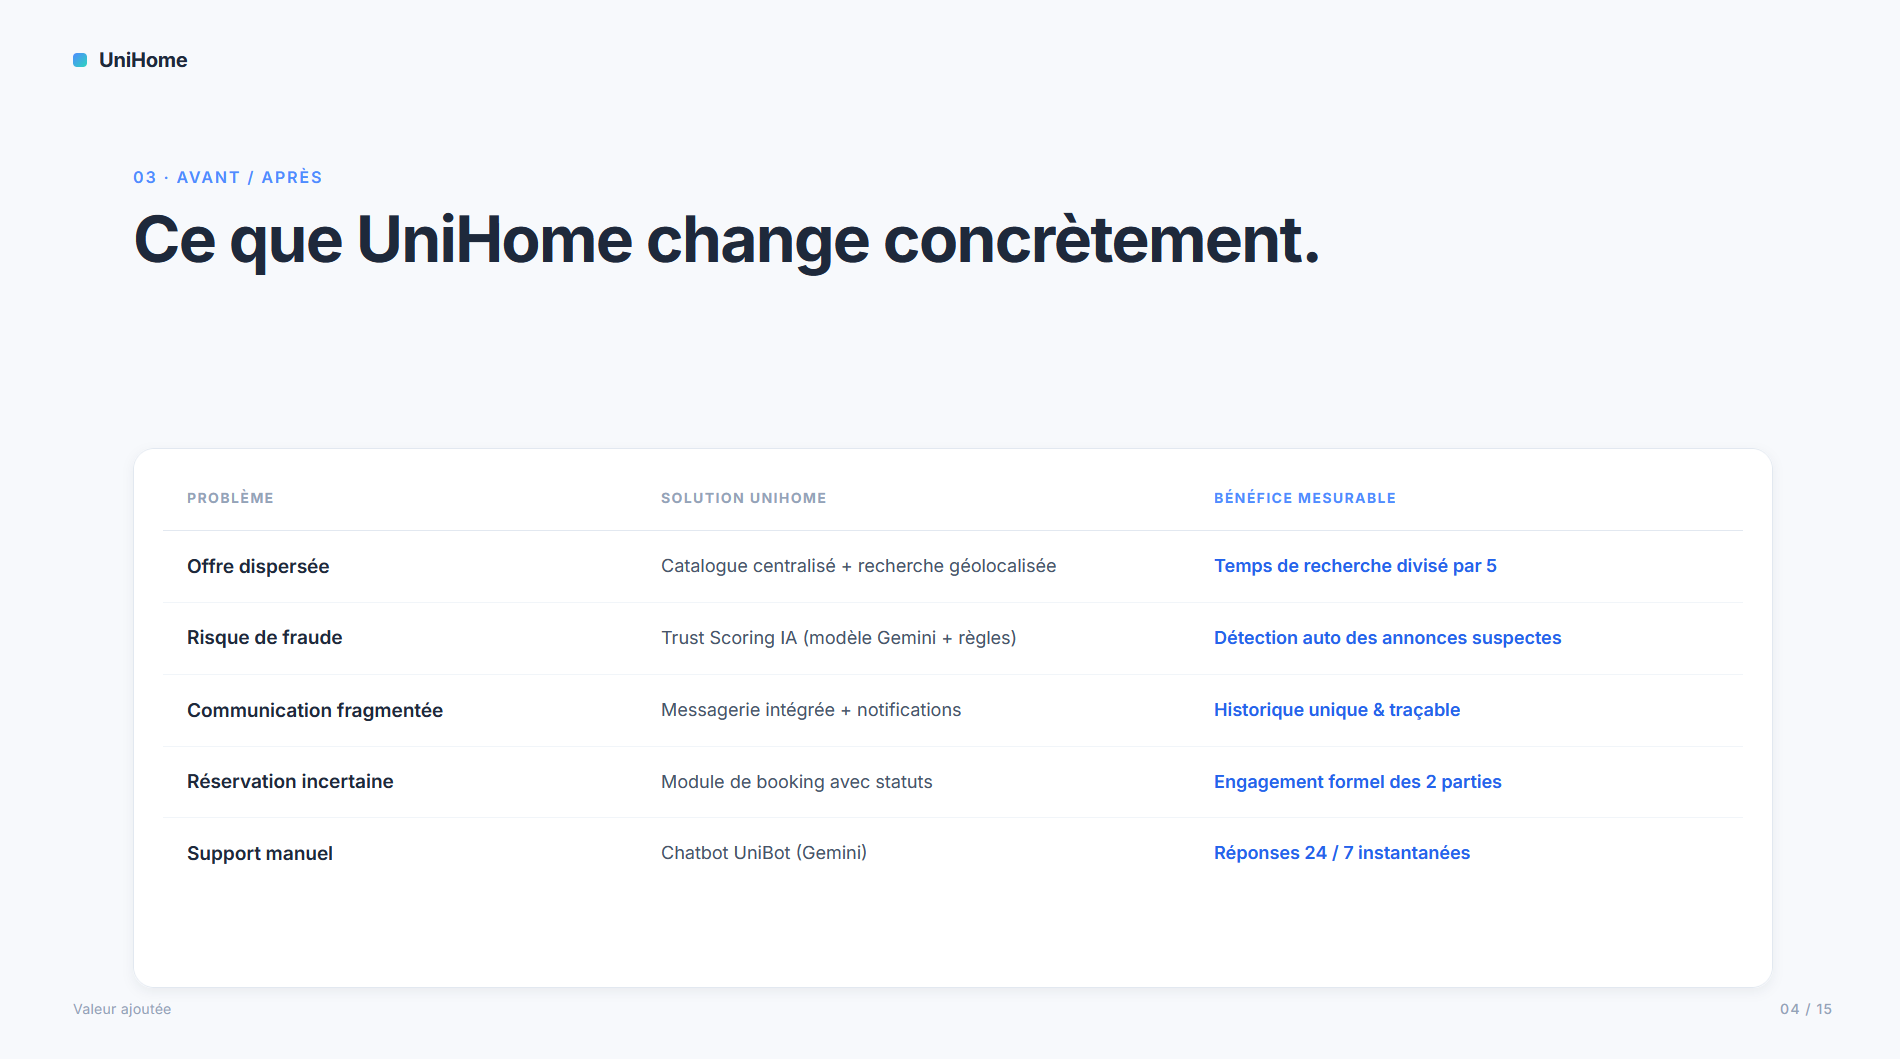 UniHome
03 · AVANT / APRÈS
Ce que UniHome change concrètement.
PROBLÈME SOLUTION UNIHOME BÉNÉFICE MESURABLE
Offre dispersée Catalogue centralisé + recherche géolocalisée Temps de recherche divisé par 5
Risque de fraude Trust Scoring IA (modèle Gemini + règles) Détection auto des annonces suspectes
Communication fragmentée Messagerie intégrée + notifications Historique unique & traçable
Réservation incertaine Module de booking avec statuts Engagement formel des 2 parties
Support manuel Chatbot UniBot (Gemini) Réponses 24 / 7 instantanées
Valeur ajoutée 04 / 15